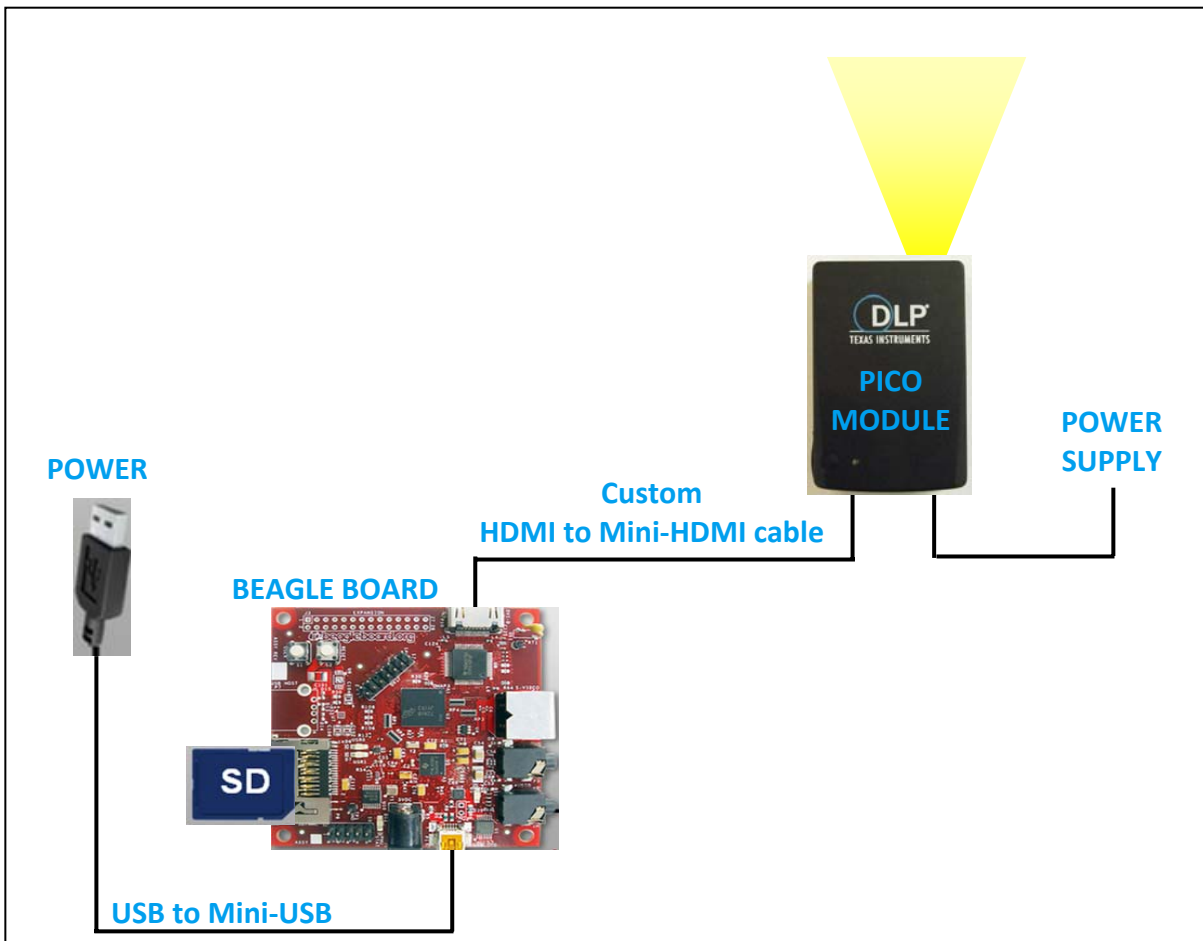 DLP
TEXAS INSTRUMENTS
PICO
MODULE
POWER
SUPPLY
POWER
Custom
HDMI to Mini-HDMI cable
BEAGLE BOARD
EXPANSION
SD
USB to Mini-USB